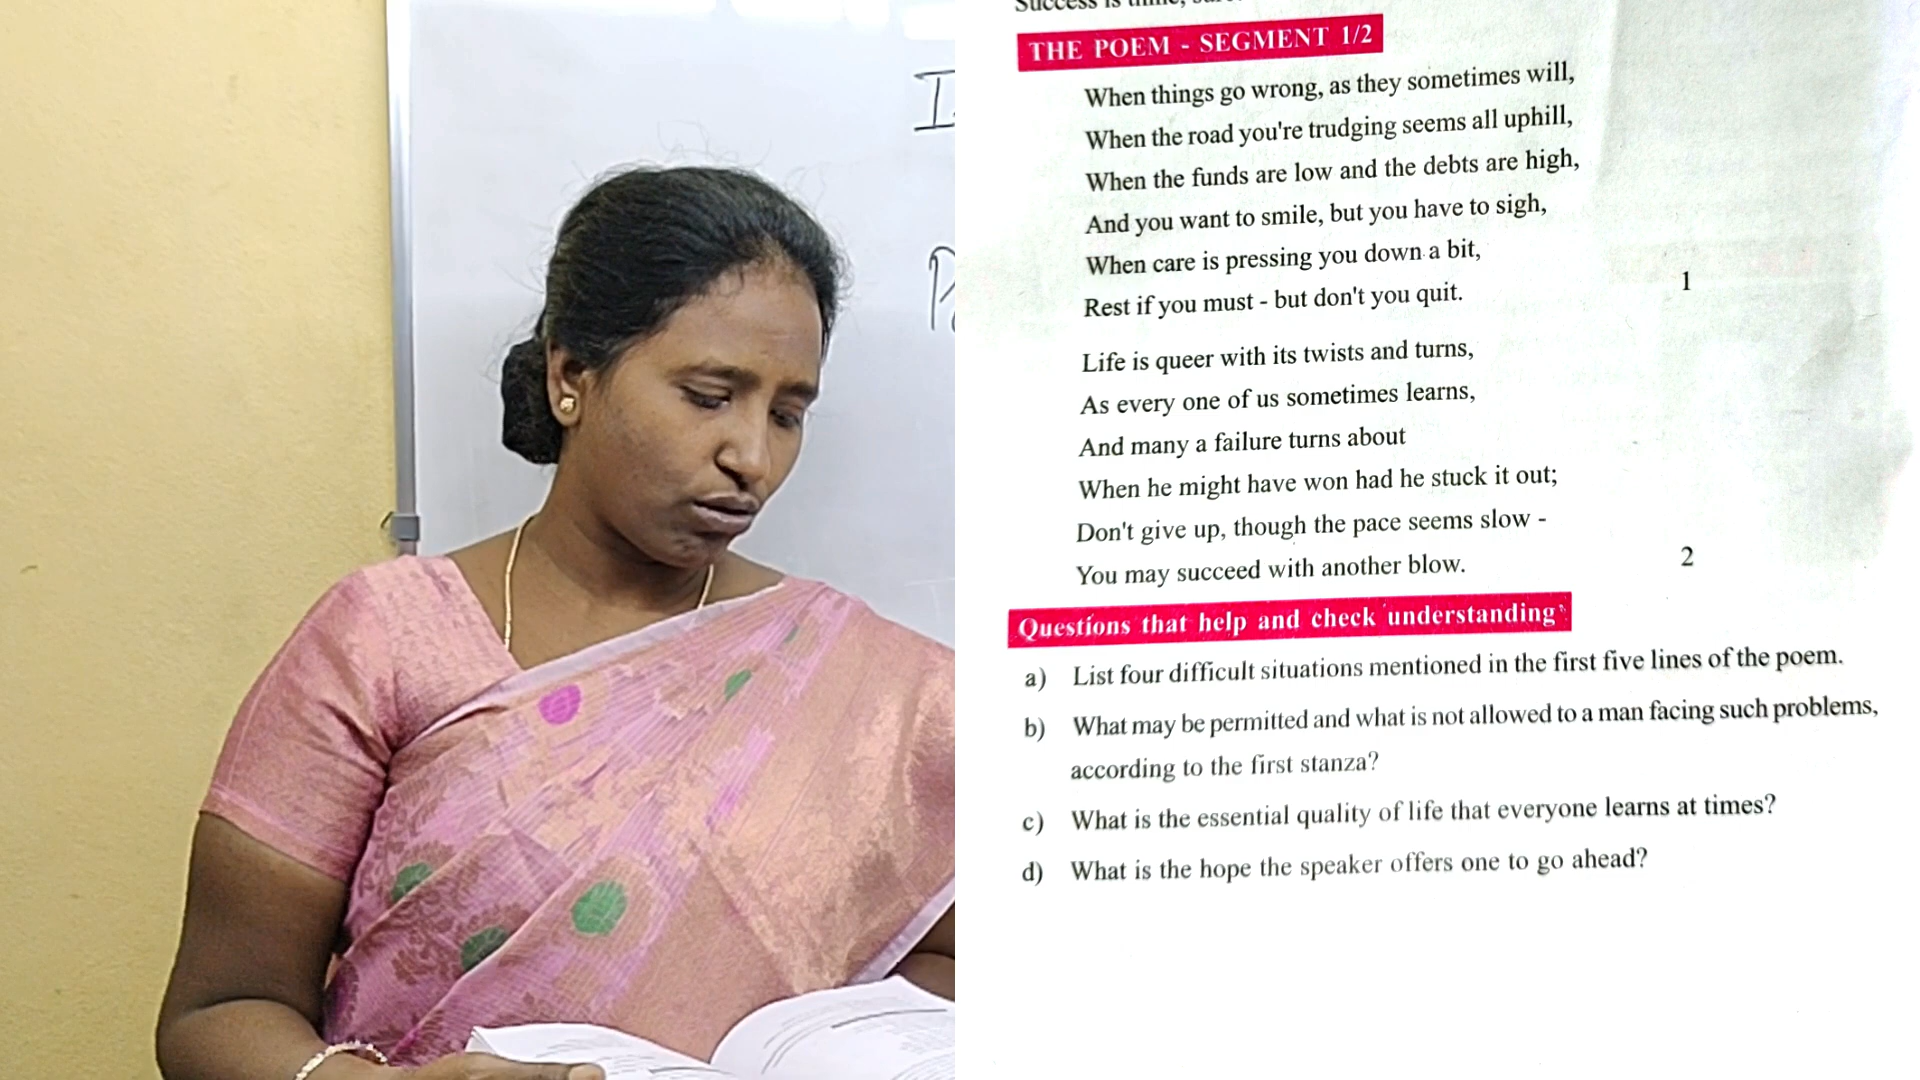 THE POEM - SEGMENT 1/2
When things go wrong, as they sometimes will,
When the road you're trudging seems all uphill,
When the funds are low and the debts are high,
And you want to smile, but you have to sigh,
When care is pressing you down a bit,
Rest if you must - but don't you quit.
1
Life is queer with its twists and turns,
As every one of us sometimes learns,
And many a failure turns about
When he might have won had he stuck it out;
Don't give up, though the pace seems slow -
You may succeed with another blow.
2
Questions that help and check understanding
a) List four difficult situations mentioned in the first five lines of the poem.
b) What may be permitted and what is not allowed to a man facing such problems,
according to the first stanza?
c) What is the essential quality of life that everyone learns at times?
d) What is the hope the speaker offers one to go ahead?